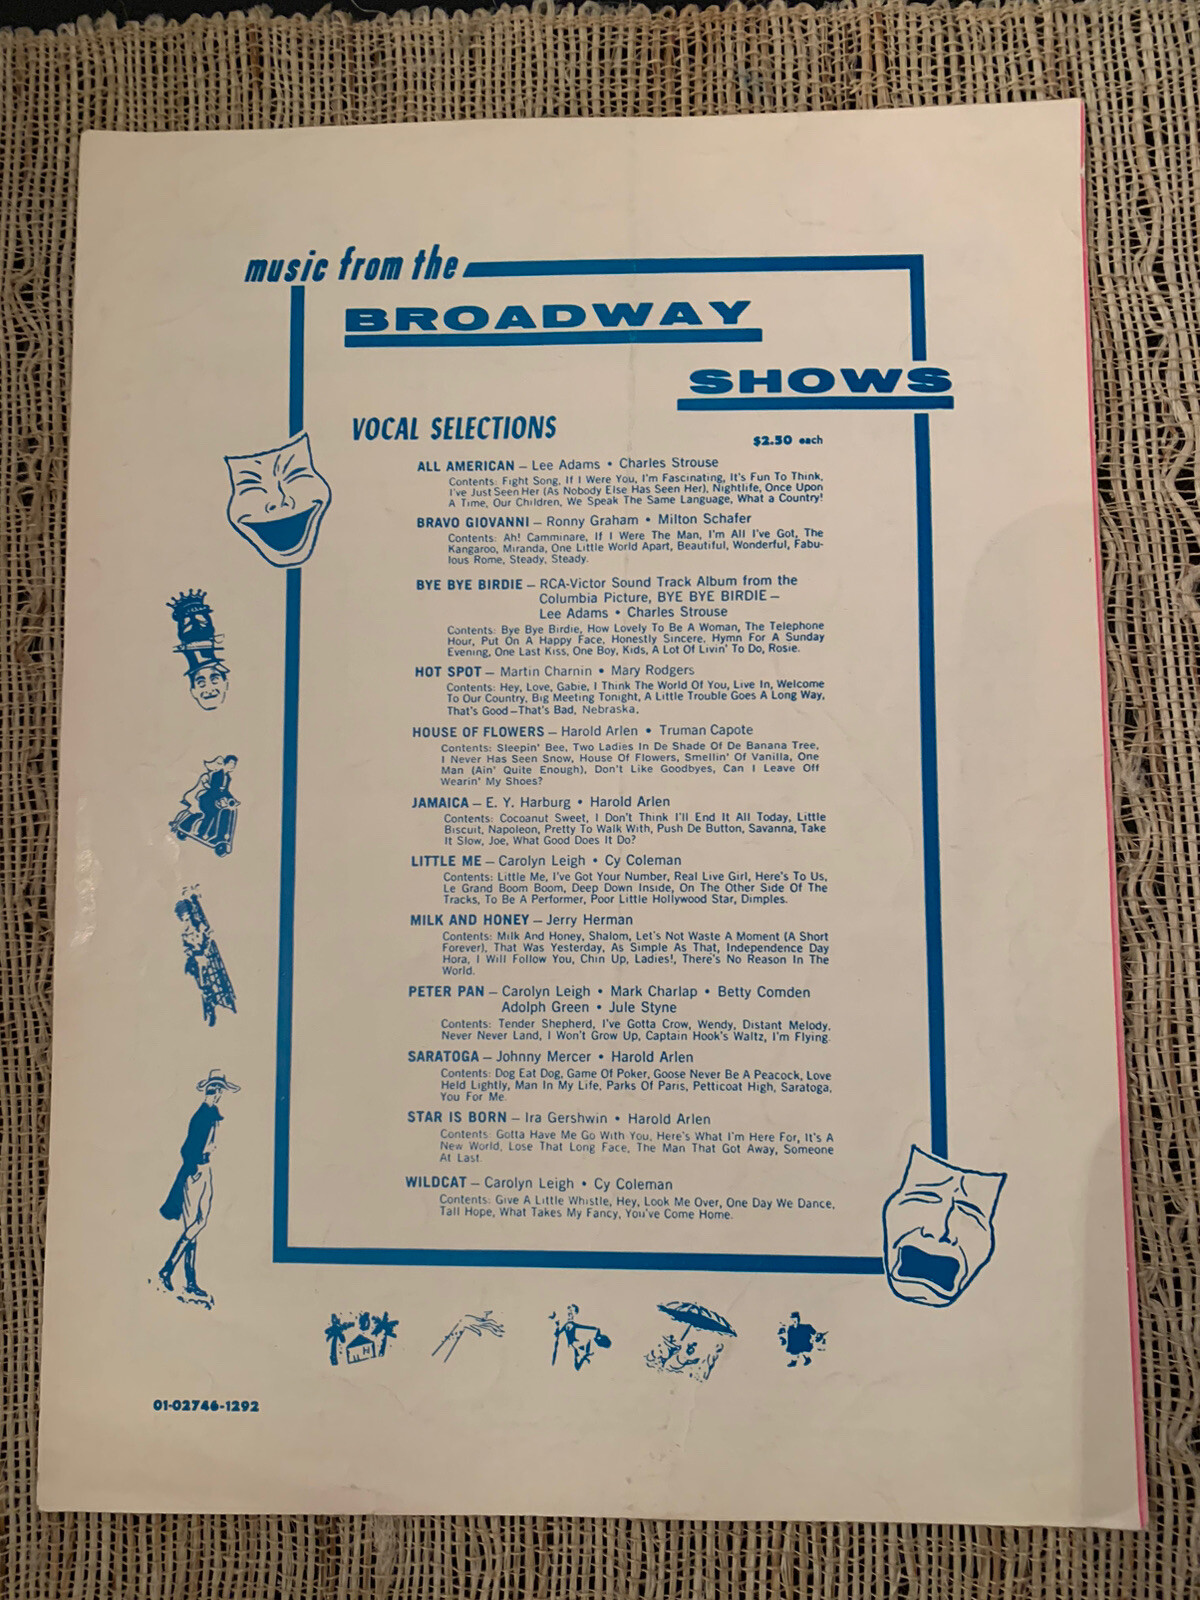 music from the
BROADWAY
SHOWS
VOCAL SELECTIONS
$2.50 each
ALL AMERICAN – Lee Adams • Charles Strouse
Contents: Fight Song, If I Were You, I'm Fascinating, It's Fun To Think,
I've Just Seen Her (As Nobody Else Has Seen Her), Nightlife, Once Upon
A Time, Our Children, We Speak The Same Language, What a Country!
BRAVO GIOVANNI – Ronny Graham • Milton Schafer
Contents: Ah! Camminare, If I Were The Man, I'm All I've Got, The
Kangaroo, Miranda, One Little World Apart, Beautiful, Wonderful, Fabu-
lous Rome, Steady, Steady.
BYE BYE BIRDIE – RCA-Victor Sound Track Album from the
Columbia Picture, BYE BYE BIRDIE –
Lee Adams • Charles Strouse
Contents: Bye Bye Birdie, How Lovely To Be A Woman, The Telephone
Hour, Put On A Happy Face, Honestly Sincere, Hymn For A Sunday
Evening, One Last Kiss, One Boy, Kids, A Lot Of Livin' To Do, Rosie.
HOT SPOT – Martin Charnin • Mary Rodgers
Contents: Hey, Love, Gabie, I Think The World Of You, Live In, Welcome
To Our Country, Big Meeting Tonight, A Little Trouble Goes A Long Way,
That's Good – That's Bad, Nebraska.
HOUSE OF FLOWERS – Harold Arlen • Truman Capote
Contents: Sleepin' Bee, Two Ladies In De Shade Of De Banana Tree,
I Never Has Seen Snow, House Of Flowers, Smellin' Of Vanilla, One
Man (Ain' Quite Enough), Don't Like Goodbyes, Can I Leave Off
Wearin' My Shoes?
JAMAICA – E. Y. Harburg • Harold Arlen
Contents: Cocoanut Sweet, I Don't Think I'll End It All Today, Little
Biscuit, Napoleon, Pretty To Walk With, Push De Button, Savanna, Take
It Slow, Joe, What Good Does It Do?
LITTLE ME – Carolyn Leigh • Cy Coleman
Contents: Little Me, I've Got Your Number, Real Live Girl, Here's To Us,
Le Grand Boom Boom, Deep Down Inside, On The Other Side Of The
Tracks, To Be A Performer, Poor Little Hollywood Star, Dimples.
MILK AND HONEY – Jerry Herman
Contents: Milk And Honey, Shalom, Let's Not Waste A Moment (A Short
Forever), That Was Yesterday, As Simple As That, Independence Day
Hora, I Will Follow You, Chin Up, Ladies!, There's No Reason In The
World.
PETER PAN – Carolyn Leigh • Mark Charlap • Betty Comden
Adolph Green • Jule Styne
Contents: Tender Shepherd, I've Gotta Crow, Wendy, Distant Melody,
Never Never Land, I Won't Grow Up, Captain Hook's Waltz, I'm Flying.
SARATOGA – Johnny Mercer • Harold Arlen
Contents: Dog Eat Dog, Game Of Poker, Goose Never Be A Peacock, Love
Held Lightly, Man In My Life, Parks Of Paris, Petticoat High, Saratoga,
You For Me.
STAR IS BORN – Ira Gershwin • Harold Arlen
Contents: Gotta Have Me Go With You, Here's What I'm Here For, It's A
New World, Lose That Long Face, The Man That Got Away, Someone
At Last.
WILDCAT – Carolyn Leigh • Cy Coleman
Contents: Give A Little Whistle, Hey, Look Me Over, One Day We Dance,
Tall Hope, What Takes My Fancy, You've Come Home.
01-02746-1292